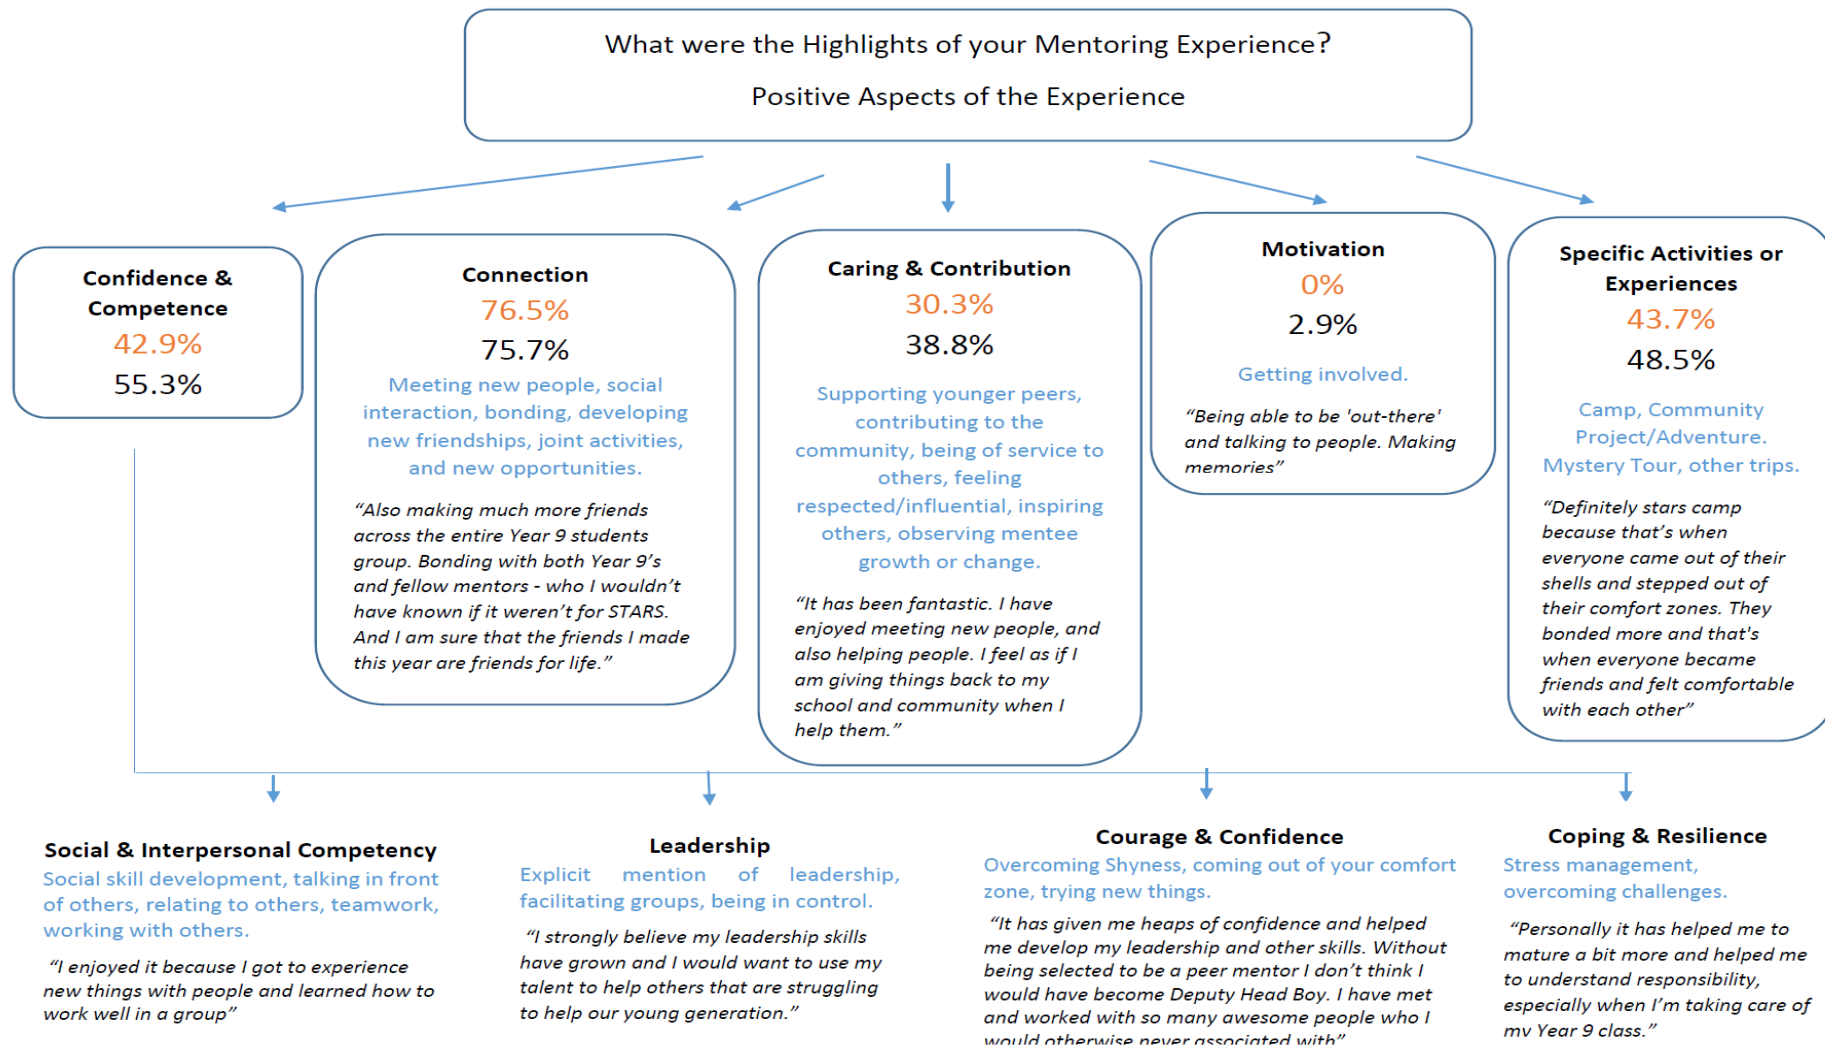 What were the Highlights of your Mentoring Experience?
Positive Aspects of the Experience
Confidence &
Competence
42.9%
55.3%
Connection
76.5%
75.7%
Meeting new people, social
interaction, bonding, developing
new friendships, joint activities,
and new opportunities.
“Also making much more friends
across the entire Year 9 students
group. Bonding with both Year 9’s
and fellow mentors - who I wouldn’t
have known if it weren’t for STARS.
And I am sure that the friends I made
this year are friends for life.”
Caring & Contribution
30.3%
38.8%
Supporting younger peers,
contributing to the
community, being of service to
others, feeling
respected/influential, inspiring
others, observing mentee
growth or change.
“It has been fantastic. I have
enjoyed meeting new people, and
also helping people. I feel as if I
am giving things back to my
school and community when I
help them.”
Motivation
0%
2.9%
Getting involved.
“Being able to be 'out-there'
and talking to people. Making
memories”
Specific Activities or
Experiences
43.7%
48.5%
Camp, Community
Project/Adventure.
Mystery Tour, other trips.
“Definitely stars camp
because that’s when
everyone came out of their
shells and stepped out of
their comfort zones. They
bonded more and that's
when everyone became
friends and felt comfortable
with each other”
Social & Interpersonal Competency
Social skill development, talking in front
of others, relating to others, teamwork,
working with others.
“I enjoyed it because I got to experience
new things with people and learned how to
work well in a group”
Leadership
Explicit mention of leadership,
facilitating groups, being in control.
“I strongly believe my leadership skills
have grown and I would want to use my
talent to help others that are struggling
to help our young generation.”
Courage & Confidence
Overcoming Shyness, coming out of your comfort
zone, trying new things.
“It has given me heaps of confidence and helped
me develop my leadership and other skills. Without
being selected to be a peer mentor I don’t think I
would have become Deputy Head Boy. I have met
and worked with so many awesome people who I
would otherwise never associated with”
Coping & Resilience
Stress management,
overcoming challenges.
“Personally it has helped me to
mature a bit more and helped me
to understand responsibility,
especially when I’m taking care of
my Year 9 class.”